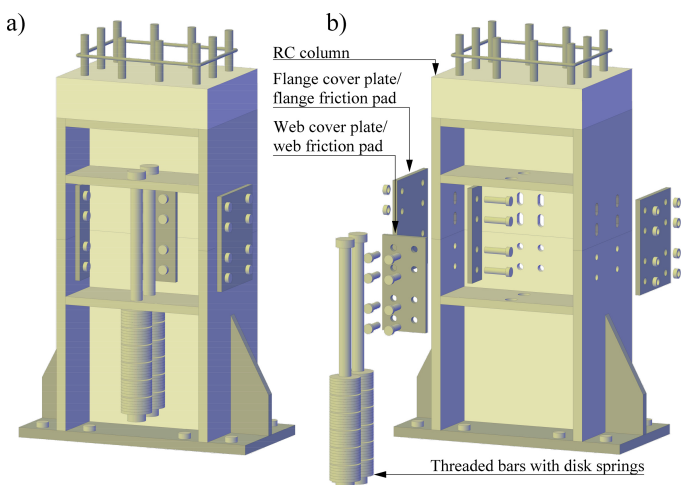 a)
b)
RC column
Flange cover plate/
flange friction pad
Web cover plate/
web friction pad
Threaded bars with disk springs